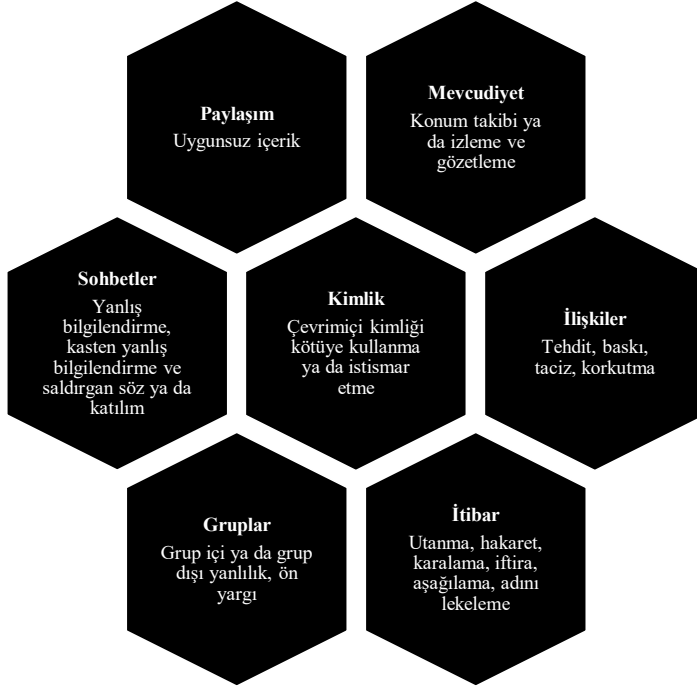 Paylaşım
Uygunsuz içerik
Mevcudiyet
Konum takibi ya
da izleme ve
gözetleme
Sohbetler
Yanlış
bilgilendirme,
kasten yanlış
bilgilendirme ve
saldırgan söz ya da
katılım
Kimlik
Çevrimiçi kimliği
kötüye kullanma
ya da istismar
etme
İlişkiler
Tehdit, baskı,
taciz, korkutma
Gruplar
Grup içi ya da grup
dışı yanlılık, ön
yargı
İtibar
Utanma, hakaret,
karalama, iftira,
aşağılama, adını
lekeleme